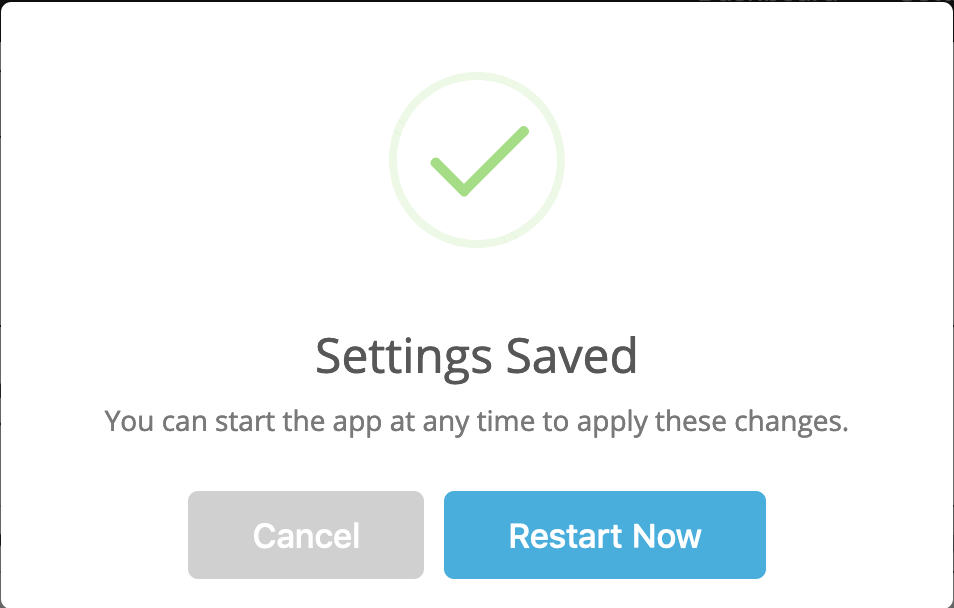 Settings Saved
You can start the app at any time to apply these changes.
Cancel
Restart Now